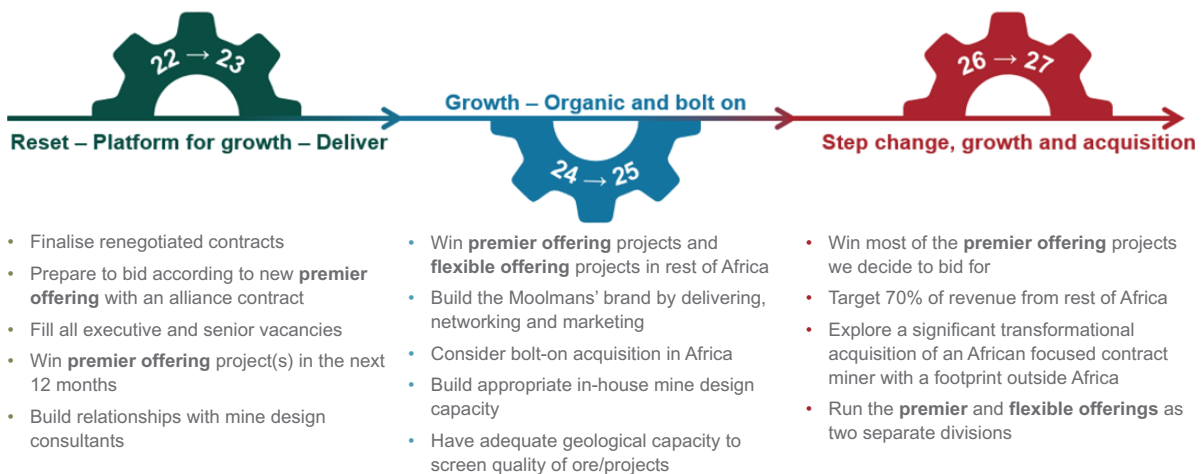 22 → 23
Reset – Platform for growth – Deliver
• Finalise renegotiated contracts
• Prepare to bid according to new premier
offering with an alliance contract
• Fill all executive and senior vacancies
• Win premier offering project(s) in the next
12 months
• Build relationships with mine design
consultants
Growth – Organic and bolt on
24 → 25
• Win premier offering projects and
flexible offering projects in rest of Africa
• Build the Moolmans’ brand by delivering,
networking and marketing
• Consider bolt-on acquisition in Africa
• Build appropriate in-house mine design
capacity
• Have adequate geological capacity to
screen quality of ore/projects
26 → 27
Step change, growth and acquisition
• Win most of the premier offering projects
we decide to bid for
• Target 70% of revenue from rest of Africa
• Explore a significant transformational
acquisition of an African focused contract
miner with a footprint outside Africa
• Run the premier and flexible offerings as
two separate divisions